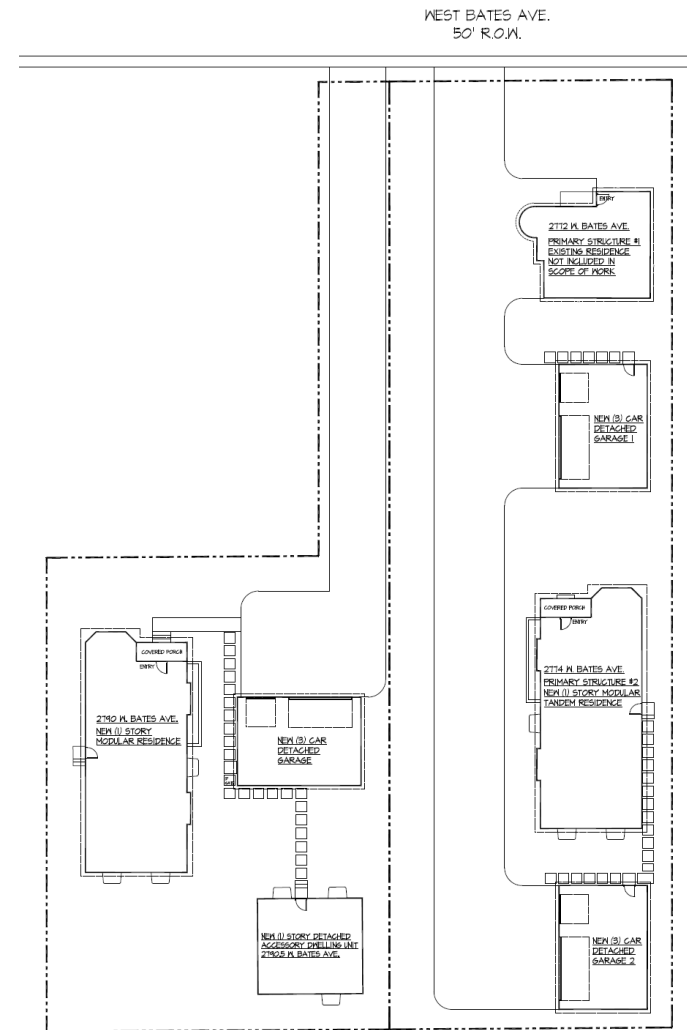 WEST BATES AVE.
50' R.O.W.
ENTRY
2772 W. BATES AVE.
PRIMARY STRUCTURE #1
EXISTING RESIDENCE
NOT INCLUDED IN
SCOPE OF WORK
NEW (3) CAR
DETACHED
GARAGE 1
COVERED PORCH
ENTRY
2774 W. BATES AVE.
PRIMARY STRUCTURE #2
NEW (1) STORY MODULAR
TANDEM RESIDENCE
COVERED PORCH
ENTRY
2790 W. BATES AVE.
NEW (1) STORY
MODULAR RESIDENCE
NEW (3) CAR
DETACHED
GARAGE
NEW (1) STORY DETACHED
ACCESSORY DWELLING UNIT
2790.5 W. BATES AVE.
NEW (3) CAR
DETACHED
GARAGE 2